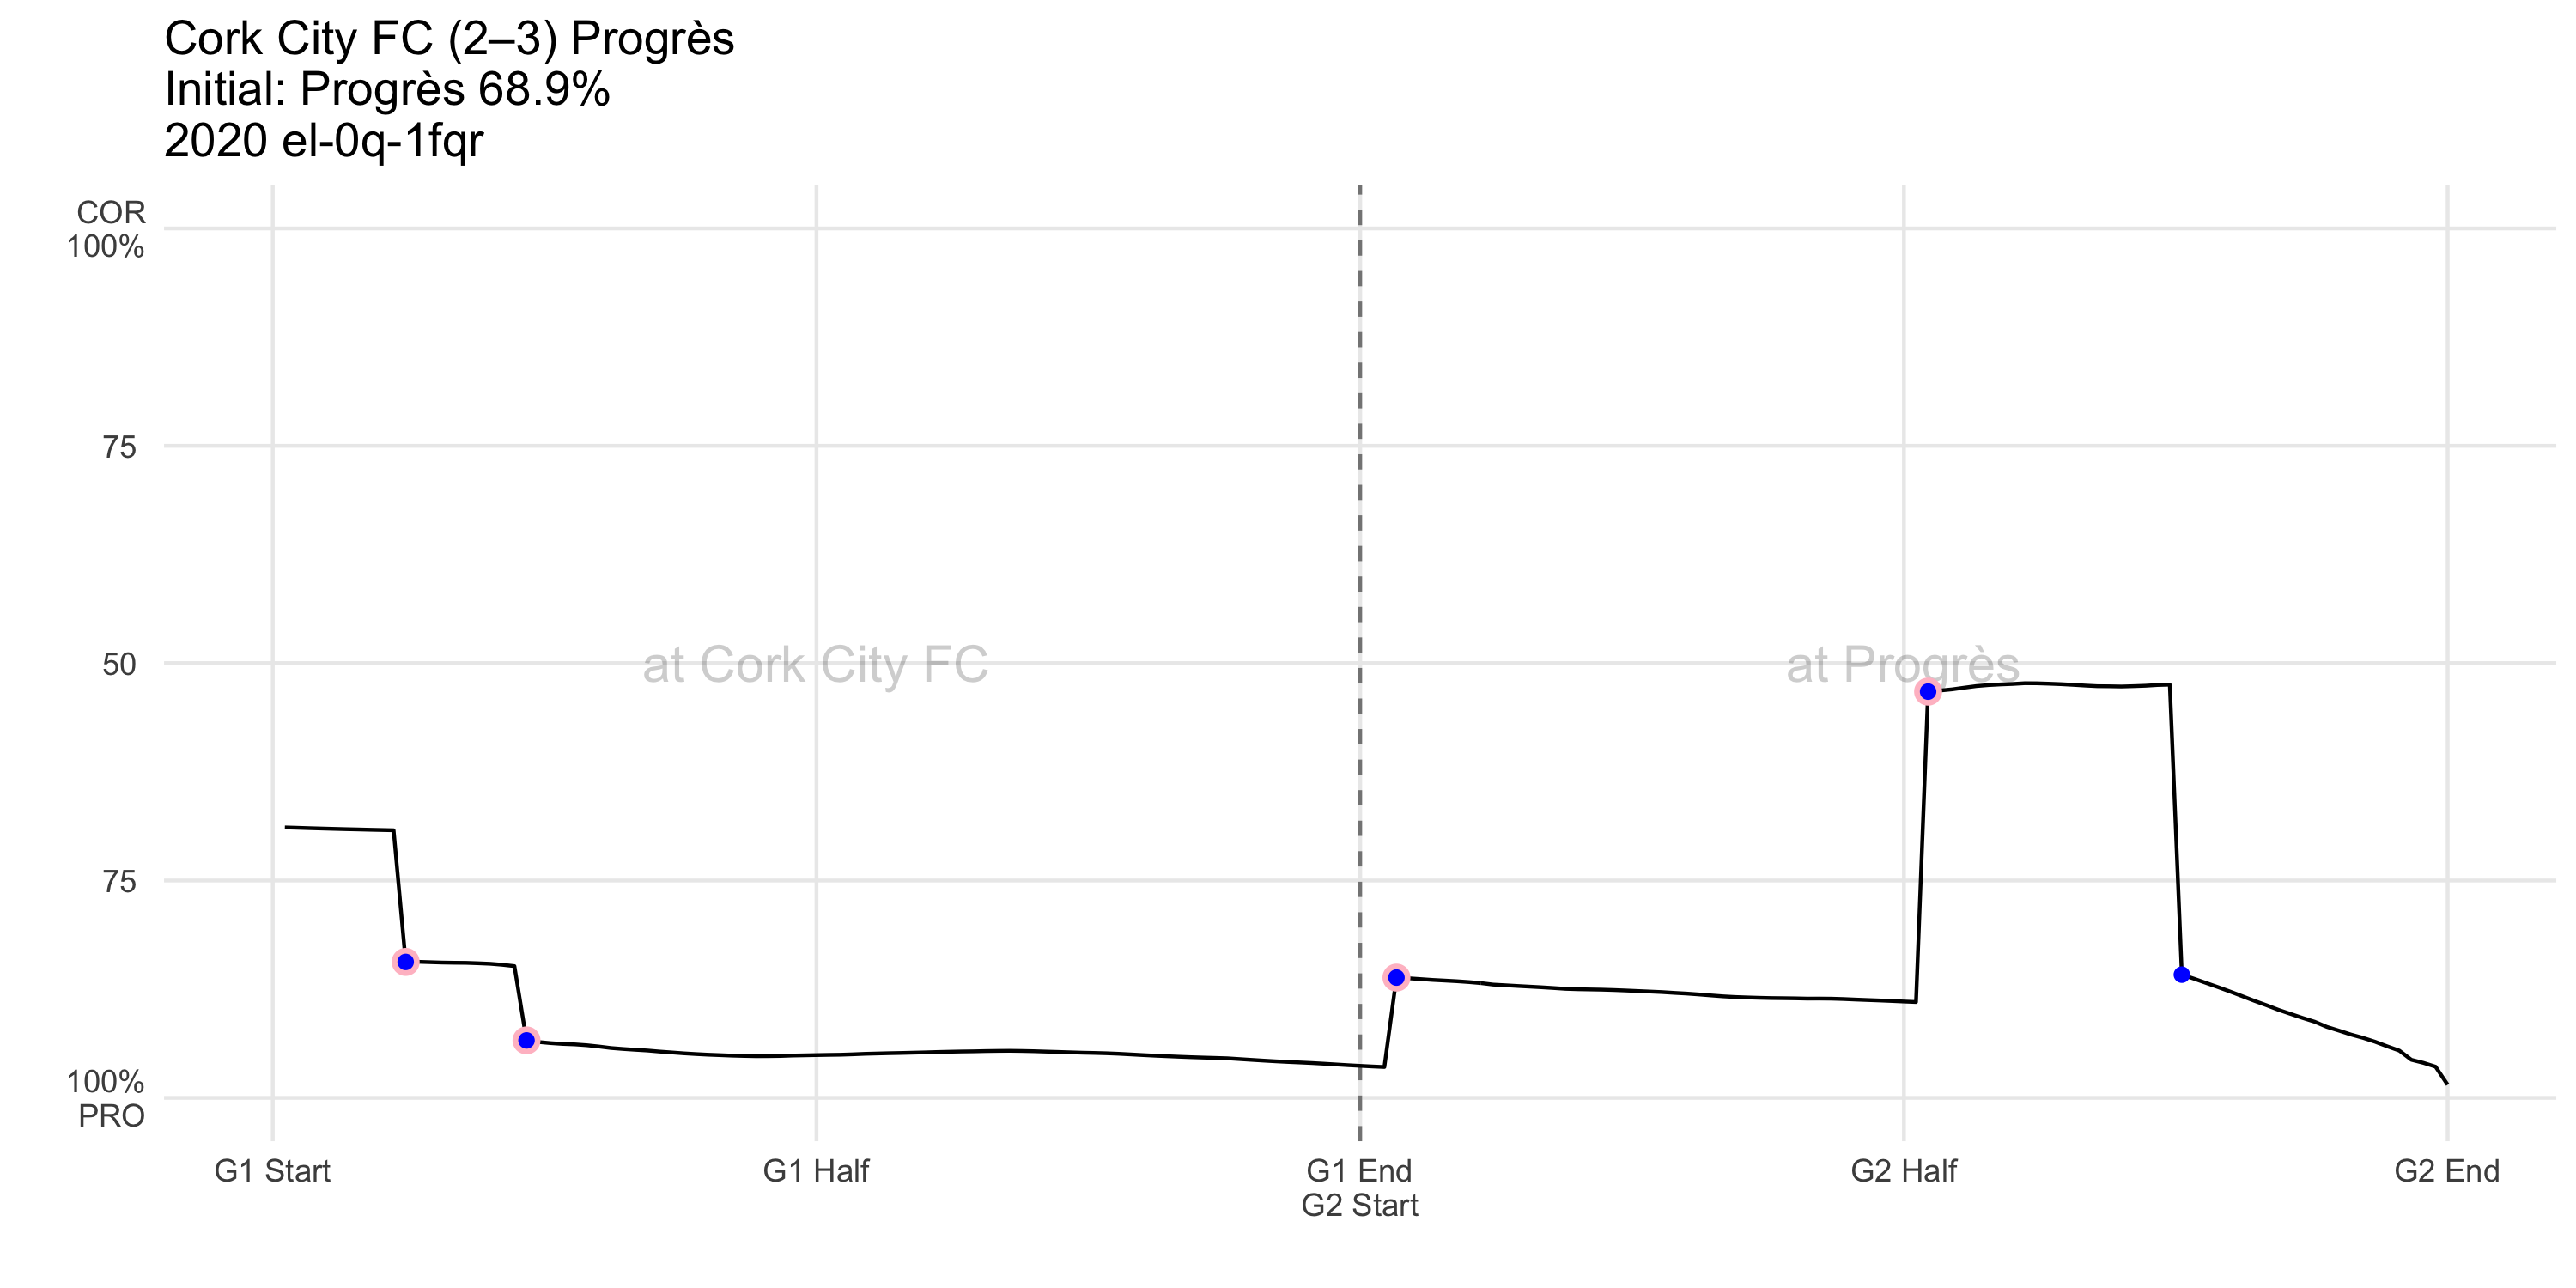 Cork City FC (2–3) Progrès
Initial: Progrès 68.9%
2020 el-0q-1fqr
COR
100%
75
50
at Cork City FC
at Progrès
75
100%
PRO
G1 Start
G1 Half
G1 End
G2 Start
G2 Half
G2 End